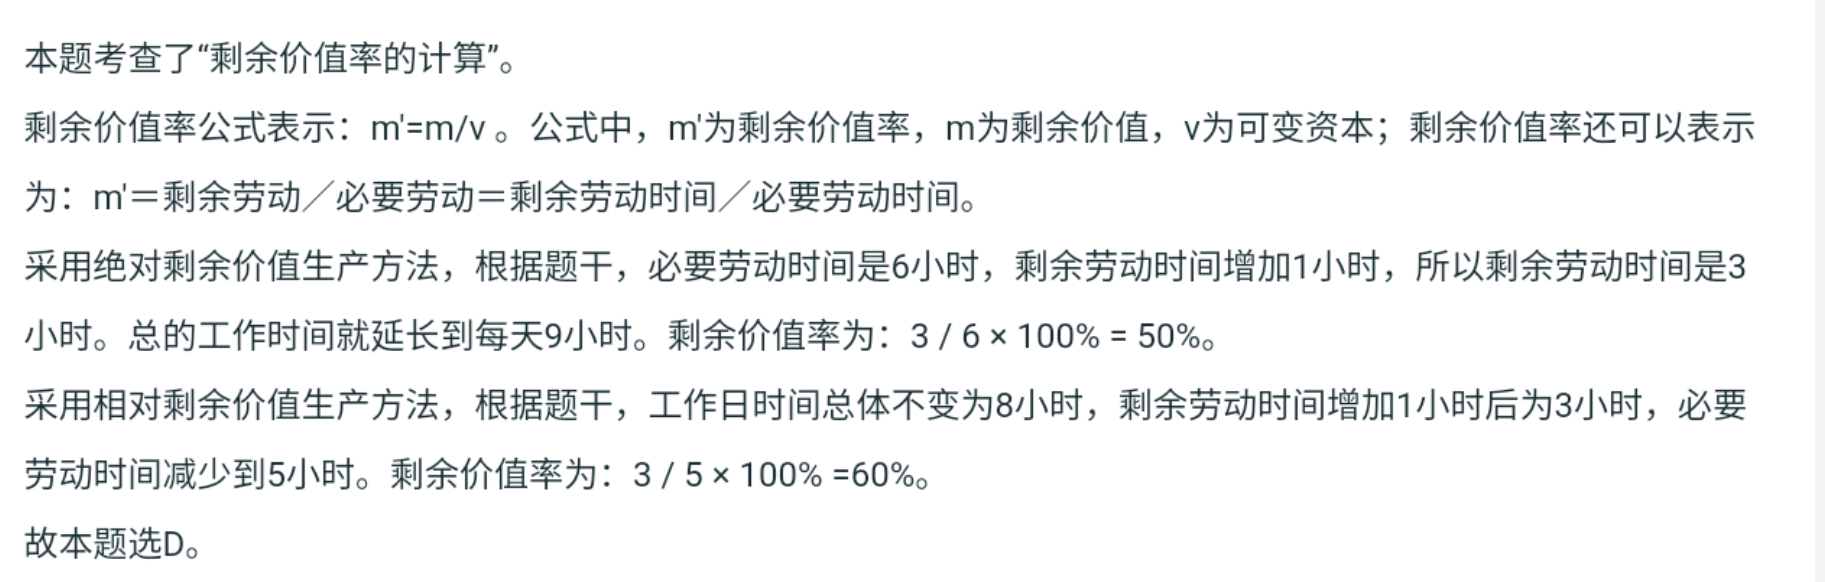 本题考查了“剩余价值率的计算”。
剩余价值率公式表示：m'=m/v 。公式中，m'为剩余价值率，m为剩余价值，v为可变资本；剩余价值率还可以表示
为：m'＝剩余劳动／必要劳动＝剩余劳动时间／必要劳动时间。
采用绝对剩余价值生产方法，根据题干，必要劳动时间是6小时，剩余劳动时间增加1小时，所以剩余劳动时间是3
小时。总的工作时间就延长到每天9小时。剩余价值率为：3 / 6 × 100% = 50%。
采用相对剩余价值生产方法，根据题干，工作日时间总体不变为8小时，剩余劳动时间增加1小时后为3小时，必要
劳动时间减少到5小时。剩余价值率为：3 / 5 × 100% =60%。
故本题选D。